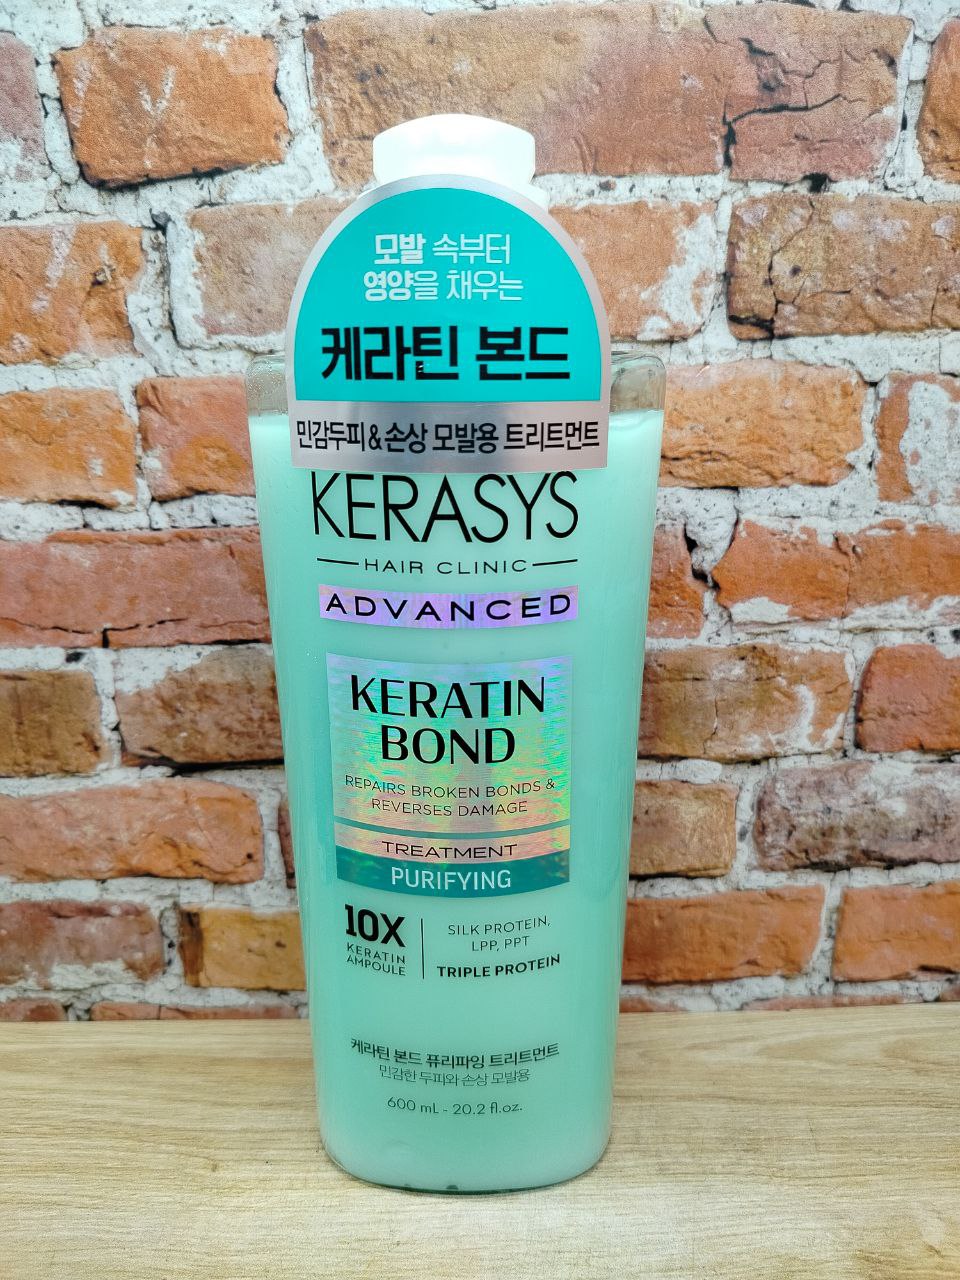 모발 속부터
영양을 채우는
케라틴 본드
민감두피&손상 모발용 트리트먼트
KERASYS
HAIR CLINIC
ADVANCED
KERATIN
BOND
REPAIRS BROKEN BONDS &
REVERSES DAMAGE
TREATMENT
PURIFYING
10X
KERATIN
AMPOULE
SILK PROTEIN,
LPP, PPT
TRIPLE PROTEIN
케라틴 본드 퓨리파잉 트리트먼트
민감한 두피와 손상 모발용
600 mL - 20.2 fl.oz.